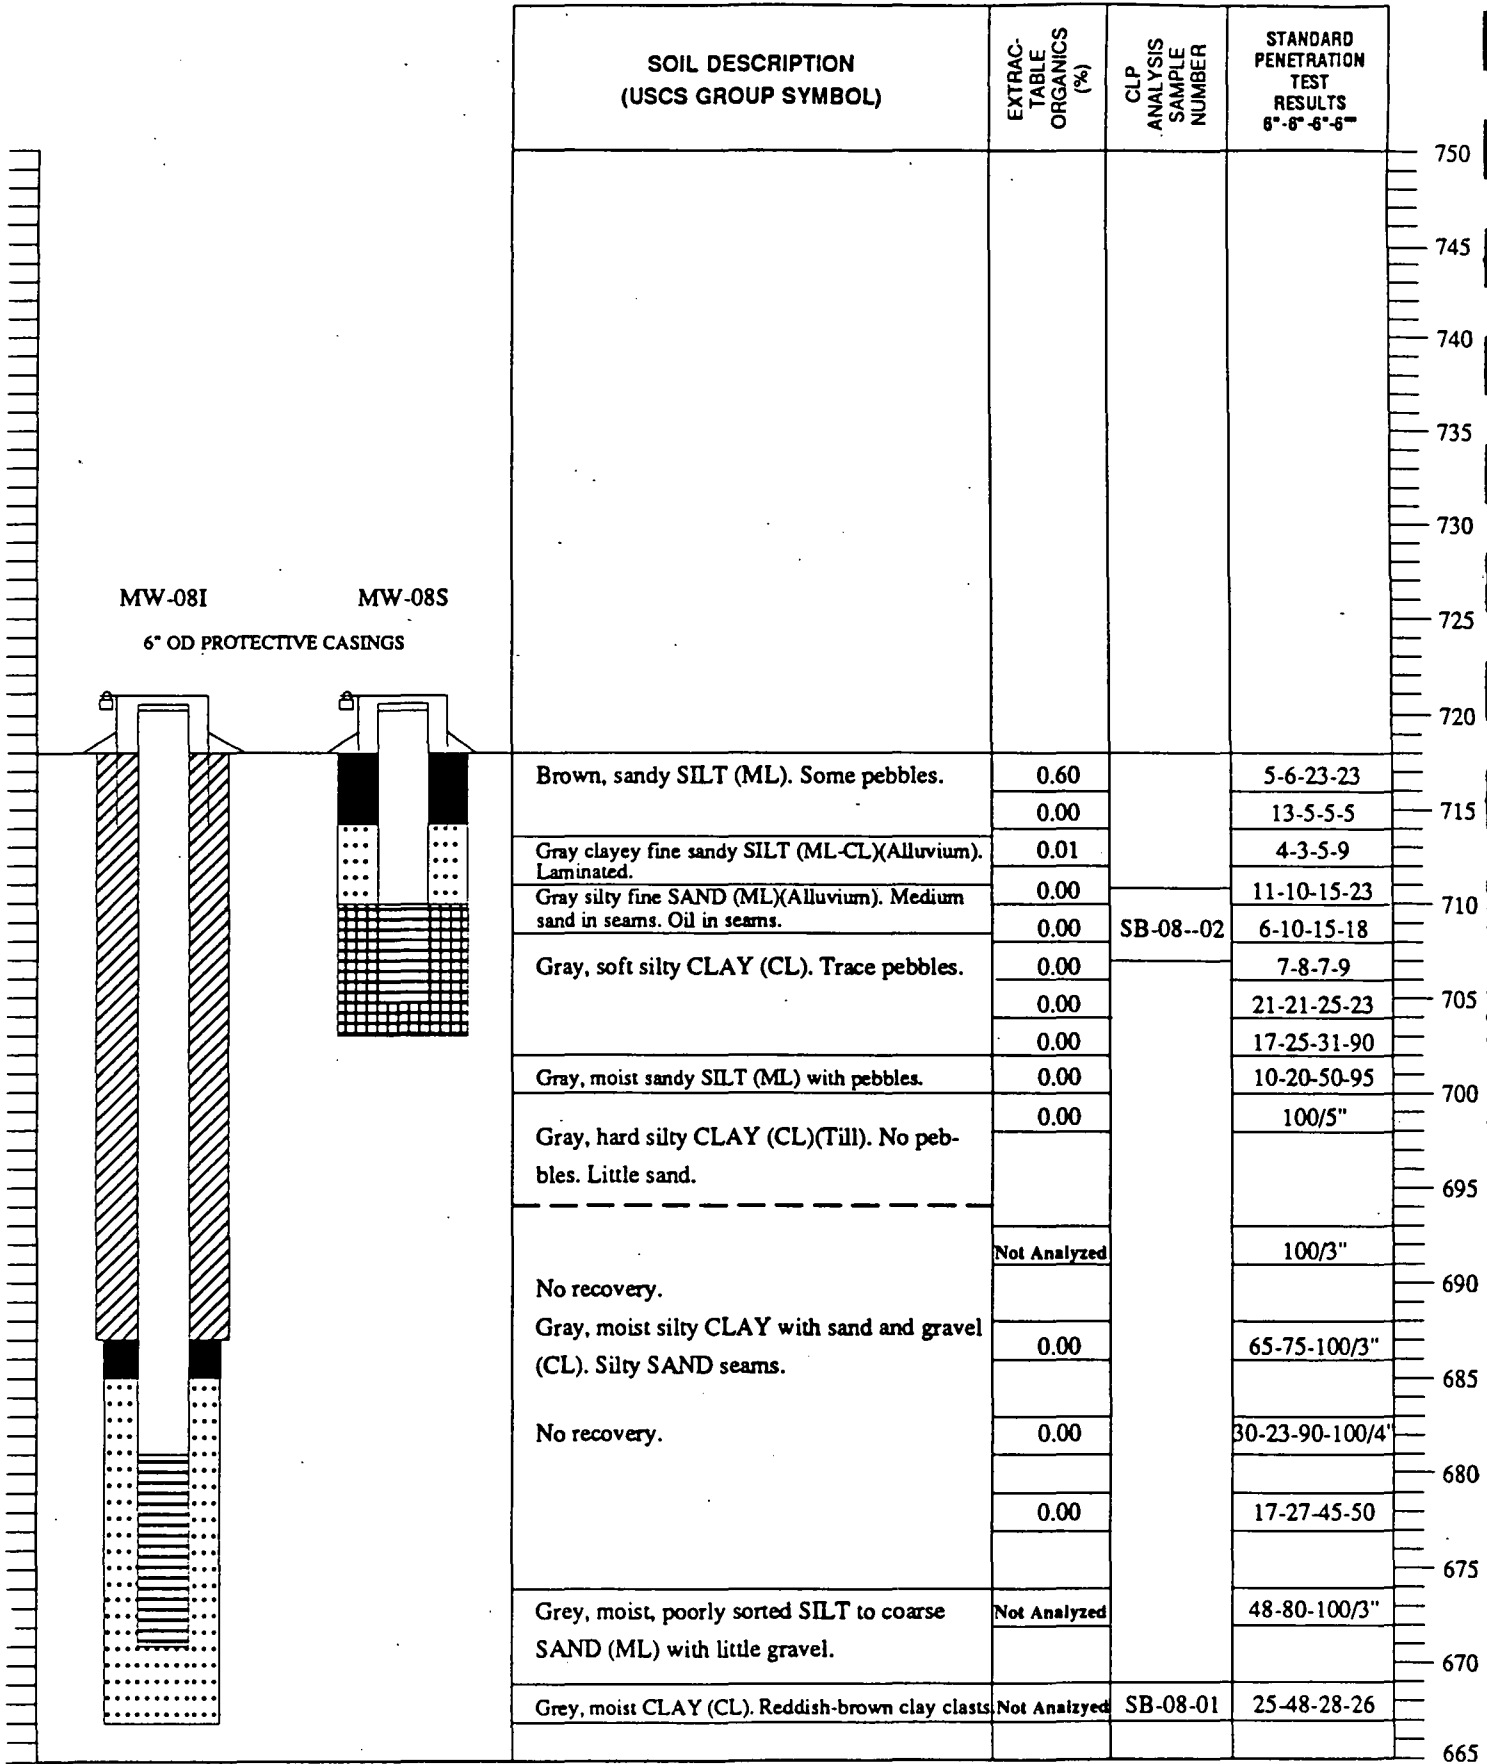 SOIL DESCRIPTION
(USCS GROUP SYMBOL)
EXTRAC-
TABLE
ORGANICS
(%)
CLP
ANALYSIS
SAMPLE
NUMBER
STANDARD
PENETRATION
TEST
RESULTS
6"-6"-6"-6"
750
745
740
735
730
MW-08I MW-08S
725
6" OD PROTECTIVE CASINGS
720
Brown, sandy SILT (ML). Some pebbles. 0.60 5-6-23-23
0.00 13-5-5-5 715
Gray clayey fine sandy SILT (ML-CL)(Alluvium). 0.01 4-3-5-9
Laminated.
Gray silty fine SAND (ML)(Alluvium). Medium 0.00 11-10-15-23
710
sand in seams. Oil in seams. 0.00 SB-08--02 6-10-15-18
Gray, soft silty CLAY (CL). Trace pebbles. 0.00 7-8-7-9
0.00 21-21-25-23 705
0.00 17-25-31-90
Gray, moist sandy SILT (ML) with pebbles. 0.00 10-20-50-95
700
0.00 100/5"
Gray, hard silty CLAY (CL)(Till). No peb-
bles. Little sand.
695
Not Analyzed 100/3"
No recovery. 690
Gray, moist silty CLAY with sand and gravel
0.00 65-75-100/3"
(CL). Silty SAND seams.
685
No recovery. 0.00 30-23-90-100/4"
680
0.00 17-27-45-50
675
Grey, moist, poorly sorted SILT to coarse Not Analyzed 48-80-100/3"
SAND (ML) with little gravel.
670
Grey, moist CLAY (CL). Reddish-brown clay clasts. Not Analzyed SB-08-01 25-48-28-26
665